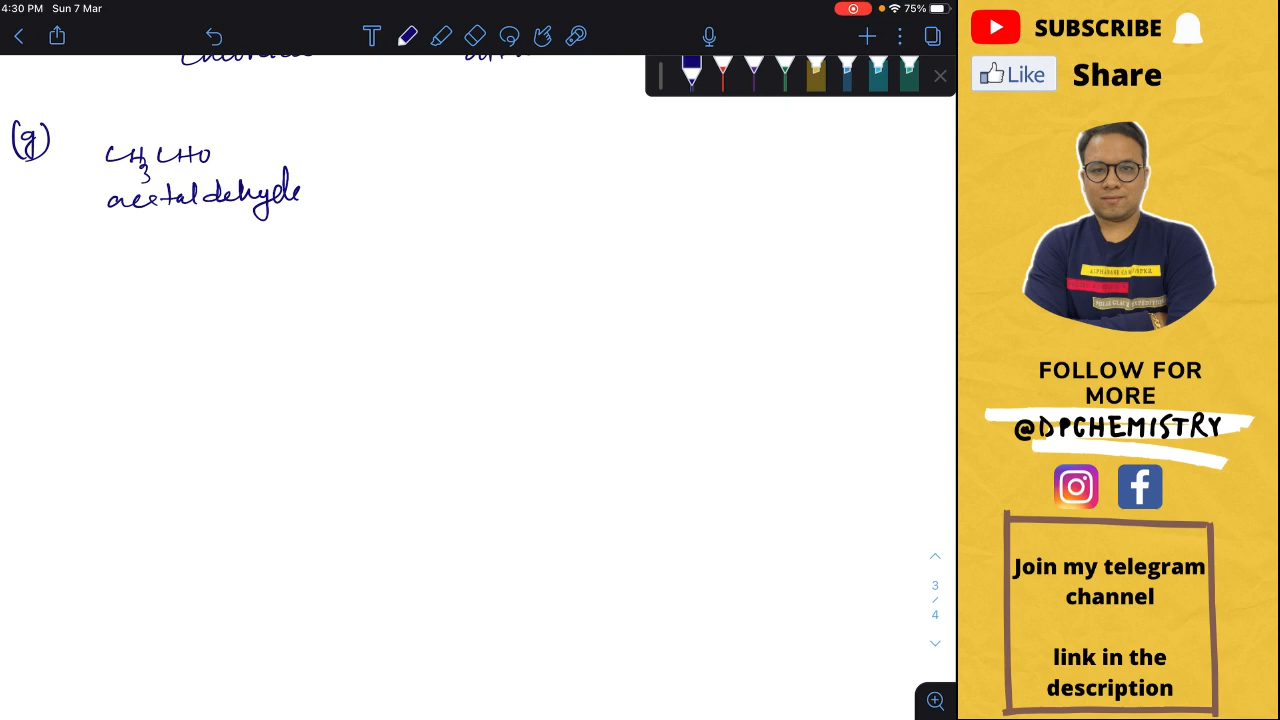 4:30 PM Sun 7 Mar
75%
(g)
CH3CHO
acetaldehyde
3
4
SUBSCRIBE
Like
Share
FOLLOW FOR
MORE
@DPCHEMISTRY
Join my telegram
channel
link in the
description